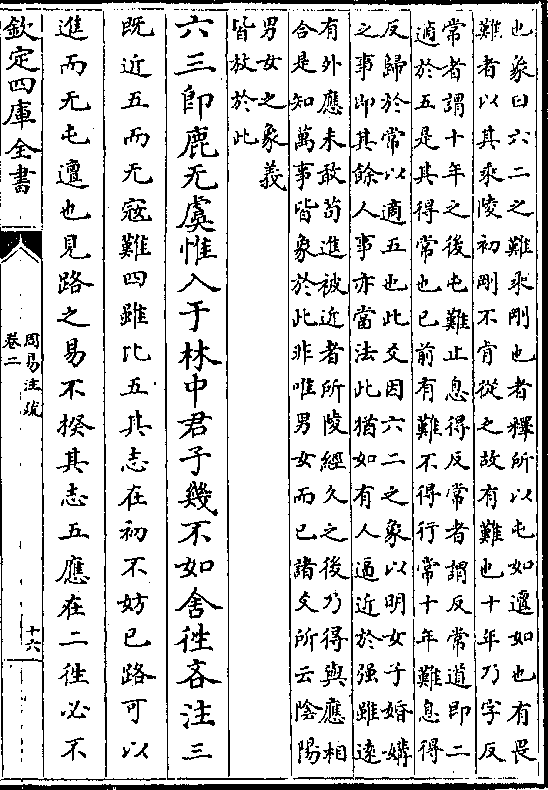 也象曰六二之難乘剛也者釋所以屯如邅如也有畏
難者以其乘陵初剛不肯從之故有難也十年乃字反
常者謂十年之後屯難止息得反常者謂反常道即二
適於五是其得常也已前有難不得行常十年難息得
反歸於常以適五也此爻因六二之象以明女子婚媾
之事即其餘人事亦當法此猶如有人逼近於强雖遠
有外應未敢苟進被近者所陵經久之後乃得與應相
合是知萬事皆象於此非唯男女而已諸爻所云陰陽
男女之象義
皆放於此
六三即鹿无虞惟入于林中君子幾不如舍徃吝注三
既近五而无寇難四雖比五其志在初不妨已路可以
進而无屯邅也見路之易不揆其志五應在二徃必不
欽定四庫全書
周易注疏
卷二
十六